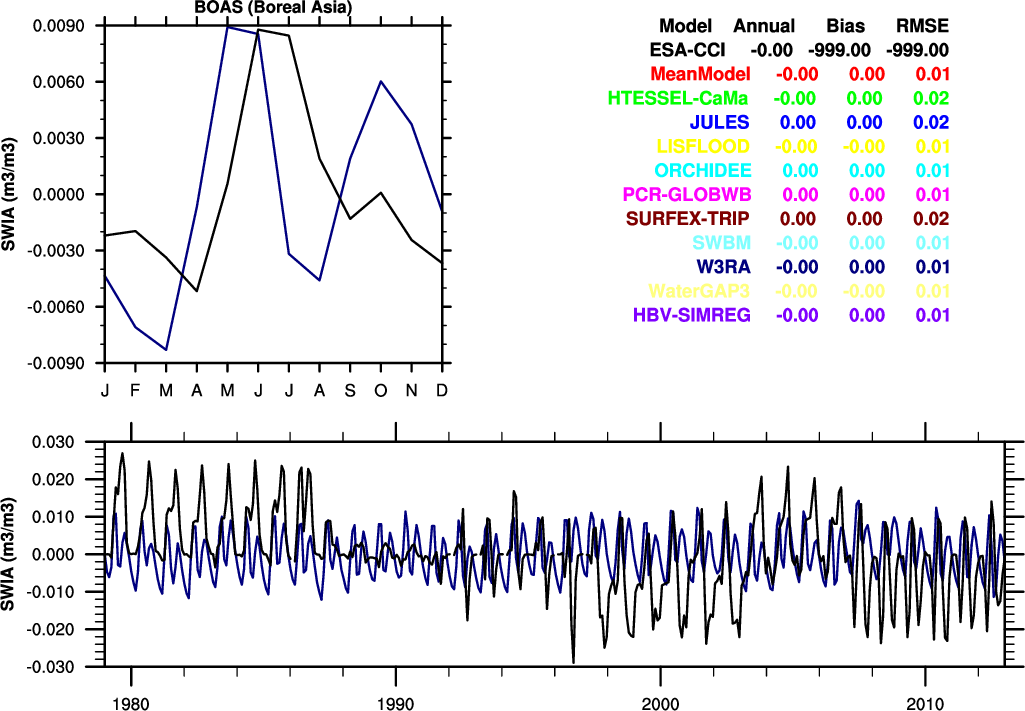 BOAS (Boreal Asia)
0.0090
0.0060
0.0030
0.0000
-0.0030
-0.0060
-0.0090
SWIA (m3/m3)
J F M A M J J A S O N D
Model Annual Bias RMSE
ESA-CCI -0.00 -999.00 -999.00
MeanModel -0.00 0.00 0.01
HTESSEL-CaMa -0.00 0.00 0.02
JULES 0.00 0.00 0.02
LISFLOOD -0.00 -0.00 0.01
ORCHIDEE 0.00 0.00 0.01
PCR-GLOBWB 0.00 0.00 0.01
SURFEX-TRIP 0.00 0.00 0.02
SWBM -0.00 0.00 0.01
W3RA -0.00 0.00 0.01
WaterGAP3 -0.00 -0.00 0.01
HBV-SIMREG -0.00 0.00 0.01
0.030
0.020
0.010
0.000
-0.010
-0.020
-0.030
SWIA (m3/m3)
1980 1990 2000 2010